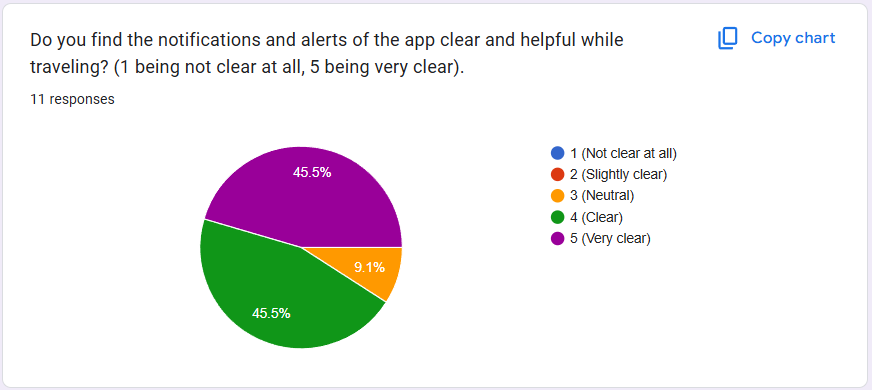 Do you find the notifications and alerts of the app clear and helpful while
traveling? (1 being not clear at all, 5 being very clear).
Copy chart
11 responses
45.5%
9.1%
45.5%
1 (Not clear at all)
2 (Slightly clear)
3 (Neutral)
4 (Clear)
5 (Very clear)